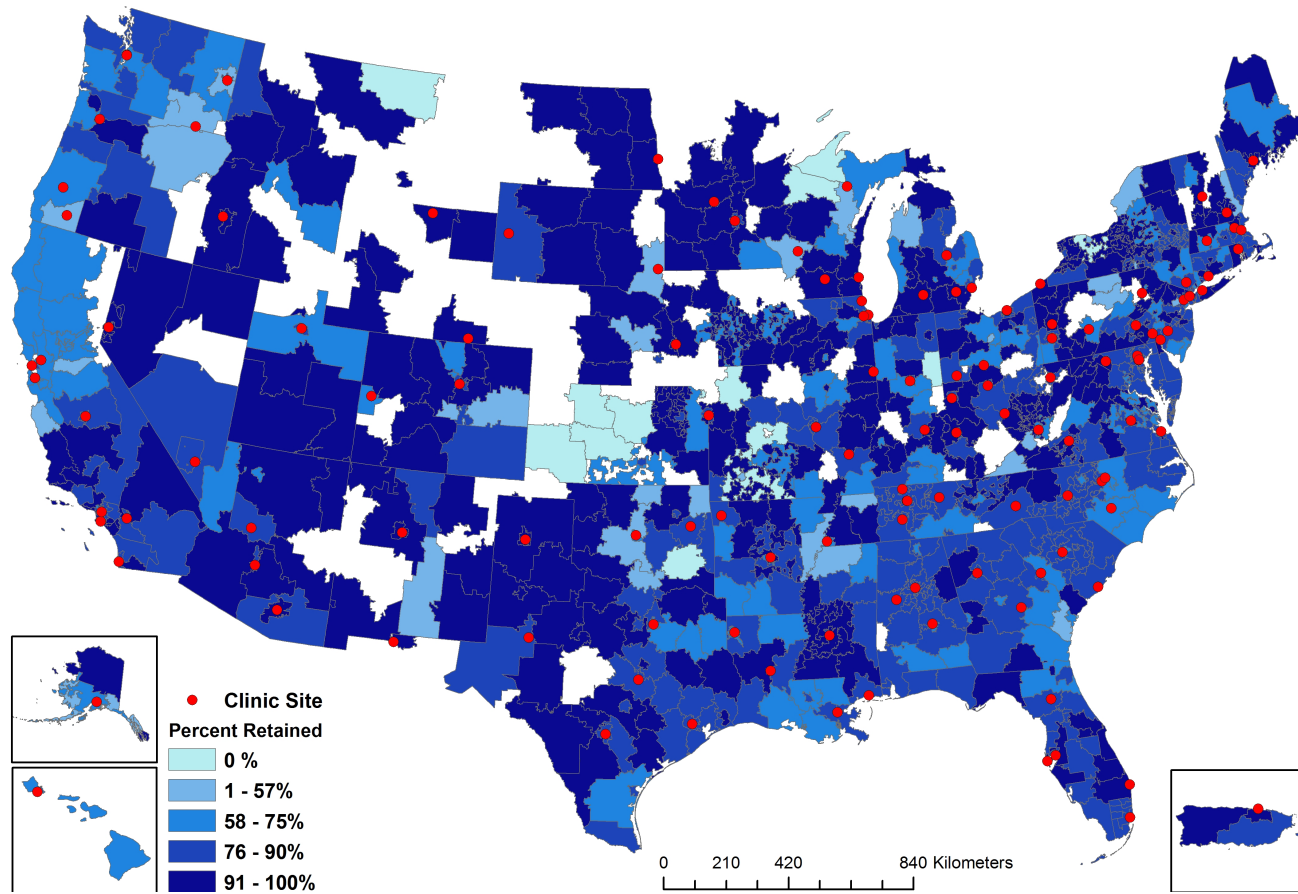 Clinic Site
Percent Retained
0 %
1 - 57%
58 - 75%
76 - 90%
91 - 100%
0 210 420 840 Kilometers